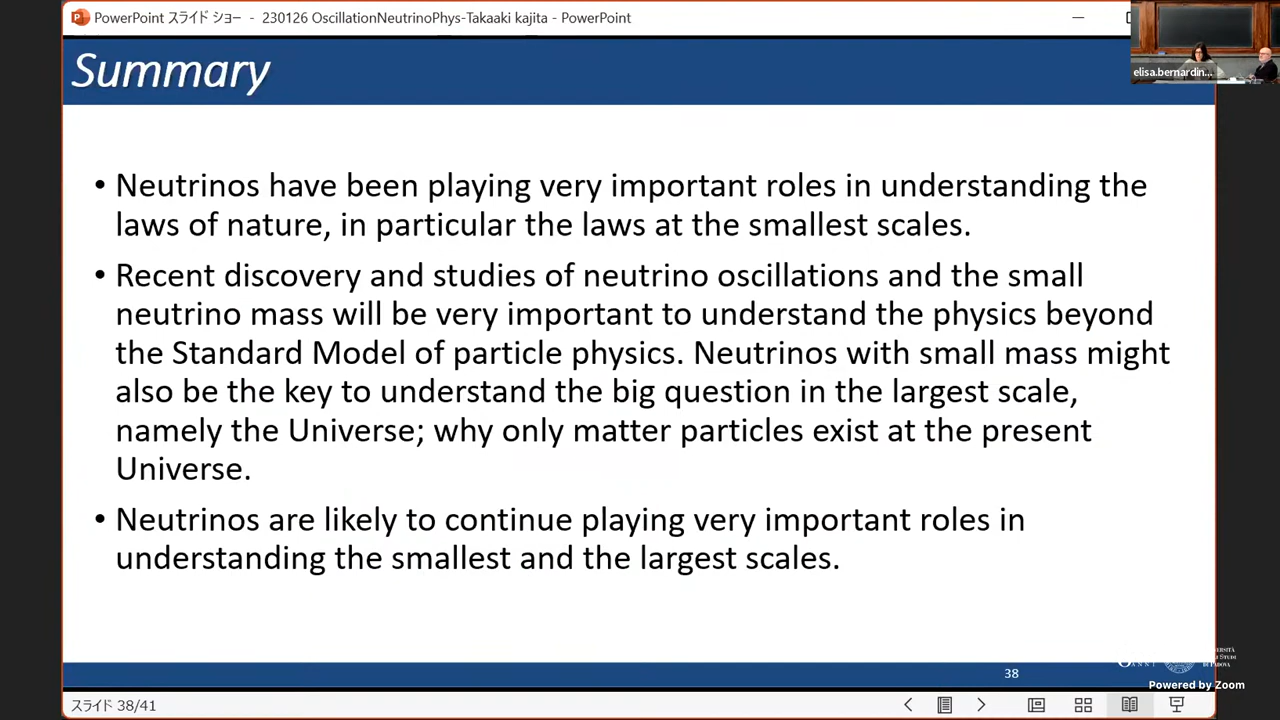 PowerPoint スライド ショー - 230126 OscillationNeutrinoPhys-Takaaki kajita - PowerPoint
elisa.bernardin...
Summary
• Neutrinos have been playing very important roles in understanding the
laws of nature, in particular the laws at the smallest scales.
• Recent discovery and studies of neutrino oscillations and the small
neutrino mass will be very important to understand the physics beyond
the Standard Model of particle physics. Neutrinos with small mass might
also be the key to understand the big question in the largest scale,
namely the Universe; why only matter particles exist at the present
Universe.
• Neutrinos are likely to continue playing very important roles in
understanding the smallest and the largest scales.
38
DI PADOVA
Powered by Zoom
スライド 38/41